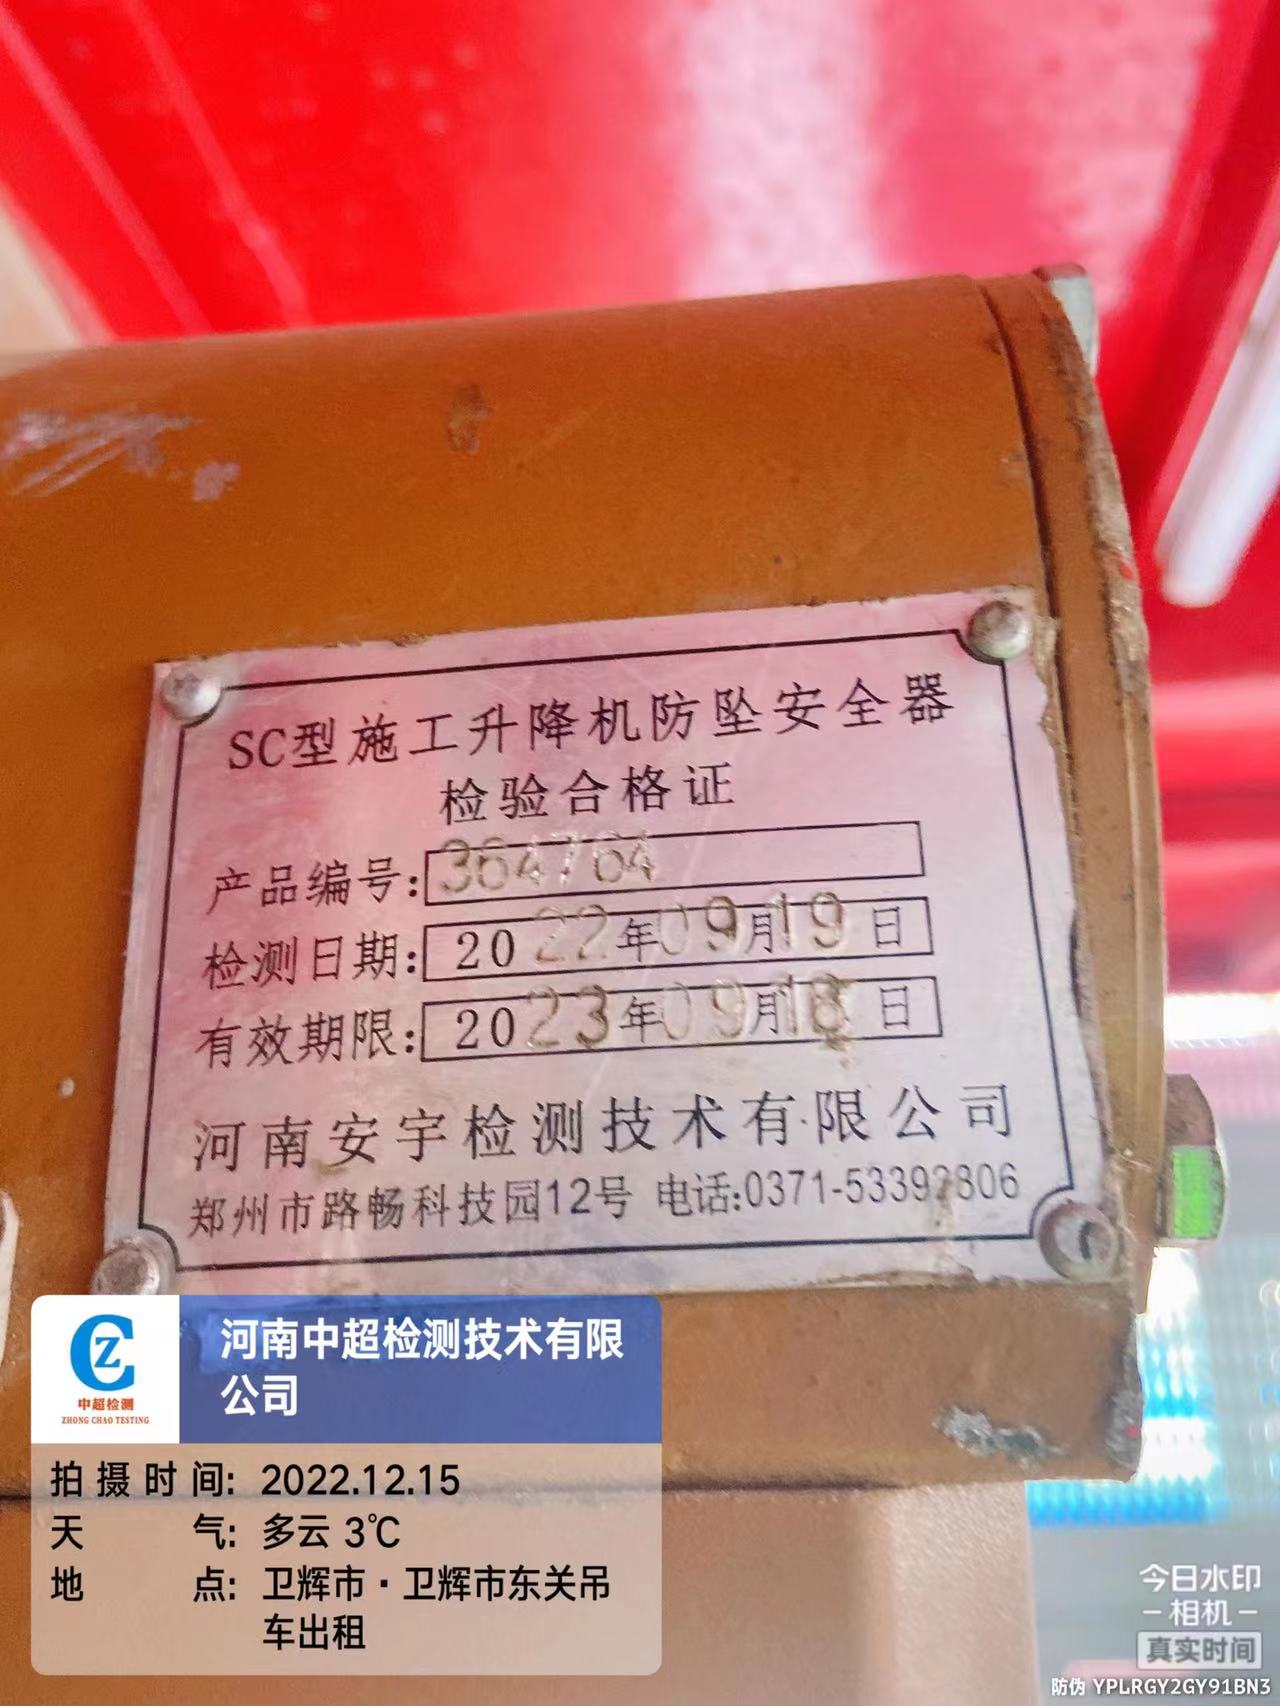 SC型施工升降机防坠安全器
检验合格证
产品编号:364764
检测日期:2022年09月19日
有效期限:2023年09月18日
河南安宇检测技术有限公司
郑州市路畅科技园12号 电话:0371-53392806
中超检测
ZHONG CHAO TESTING
河南中超检测技术有限
公司
拍摄时间: 2022.12.15
天气: 多云 3℃
地点: 卫辉市·卫辉市东关吊
车出租
今日水印
-相机-
真实时间
防伪 YPLRGY2GY91BN3